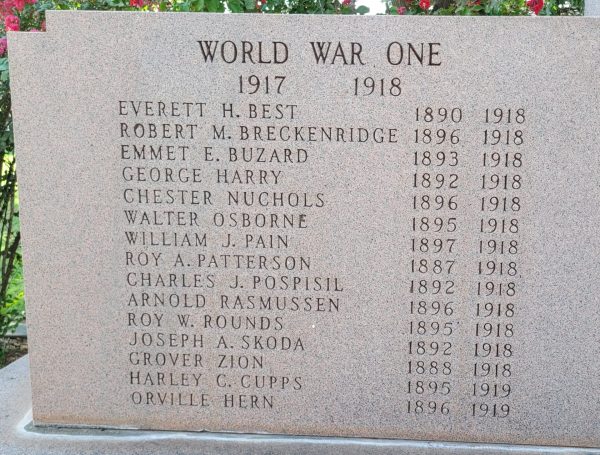 WORLD WAR ONE
1917 1918
EVERETT H. BEST 1890 1918
ROBERT M. BRECKENRIDGE 1896 1918
EMMET E. BUZARD 1893 1918
GEORGE HARRY 1892 1918
CHESTER NUCHOLS 1896 1918
WALTER OSBORNE 1895 1918
WILLIAM J. PAIN 1897 1918
ROY A. PATTERSON 1887 1918
CHARLES J. POSPISIL 1892 1918
ARNOLD RASMUSSEN 1896 1918
ROY W. ROUNDS 1895 1918
JOSEPH A. SKODA 1892 1918
GROVER ZION 1888 1918
HARLEY C. CUPPS 1895 1919
ORVILLE HERN 1896 1919